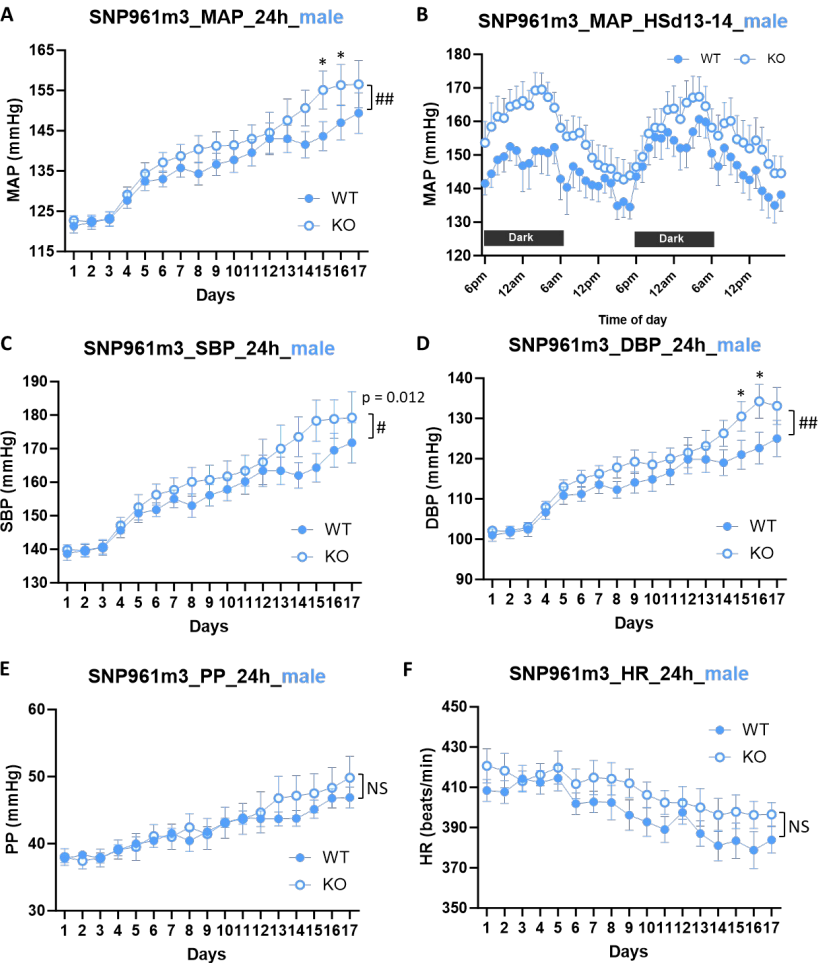 A
SNP961m3_MAP_24h_male
165
155
145
135
125
115
MAP (mmHg)
* *
##
WT
KO
1 2 3 4 5 6 7 8 9 10 11 12 13 14 15 16 17
Days
B
SNP961m3_MAP_HSd13-14_male
WT KO
180
170
160
150
140
130
120
MAP (mmHg)
Dark Dark
6pm 12am 6am 12pm 6pm 12am 6am 12pm
Time of day
C
SNP961m3_SBP_24h_male
190
180
170
160
150
140
130
SBP (mmHg)
p = 0.012
#
WT
KO
1 2 3 4 5 6 7 8 9 10 11 12 13 14 15 16 17
Days
D
SNP961m3_DBP_24h_male
140
130
120
110
100
90
DBP (mmHg)
* *
##
WT
KO
1 2 3 4 5 6 7 8 9 10 11 12 13 14 15 16 17
Days
E
SNP961m3_PP_24h_male
60
50
40
30
PP (mmHg)
NS
WT
KO
1 2 3 4 5 6 7 8 9 10 11 12 13 14 15 16 17
Days
F
SNP961m3_HR_24h_male
450
430
410
390
370
350
HR (beats/min)
WT
KO
NS
1 2 3 4 5 6 7 8 9 10 11 12 13 14 15 16 17
Days